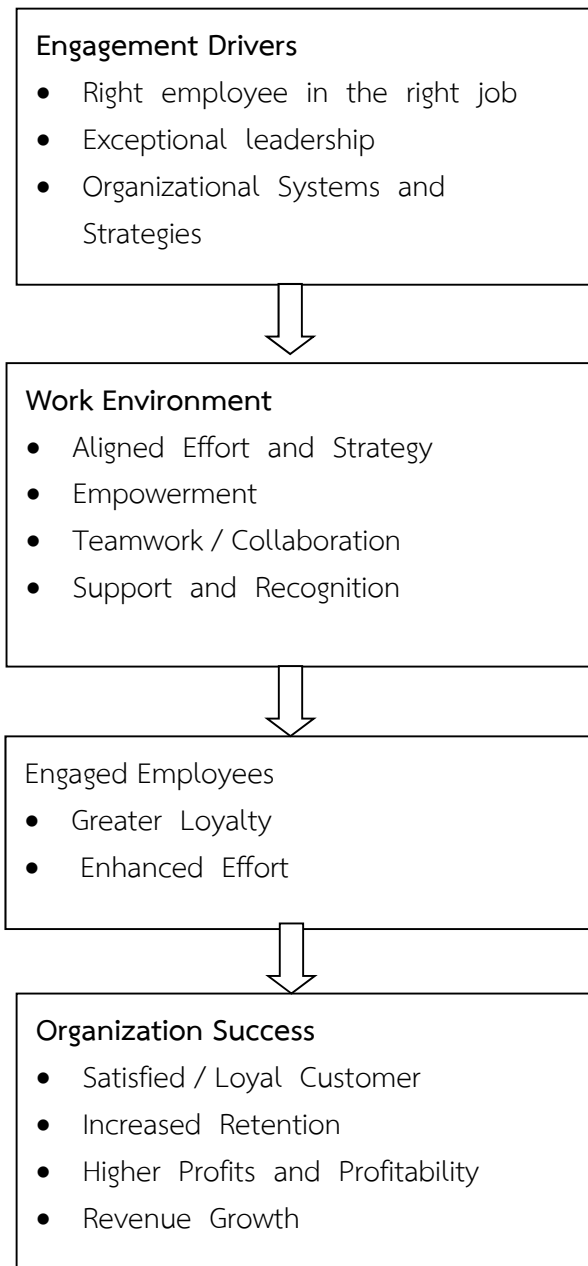 Engagement Drivers
• Right employee in the right job
• Exceptional leadership
• Organizational Systems and
Strategies
Work Environment
• Aligned Effort and Strategy
• Empowerment
• Teamwork / Collaboration
• Support and Recognition
Engaged Employees
• Greater Loyalty
• Enhanced Effort
Organization Success
• Satisfied / Loyal Customer
• Increased Retention
• Higher Profits and Profitability
• Revenue Growth